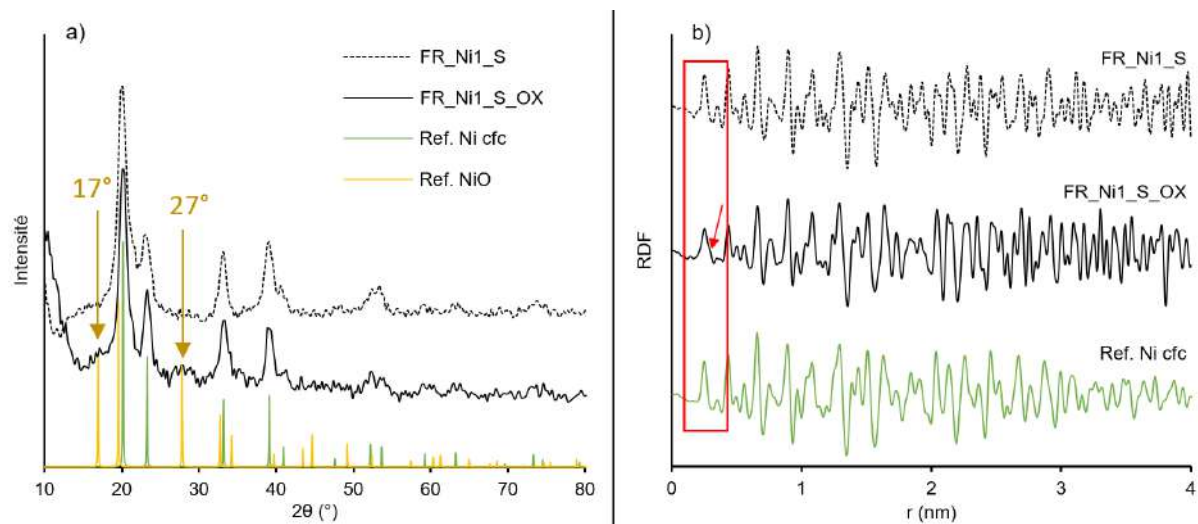 a)
FR_Ni1_S
FR_Ni1_S_OX
Ref. Ni cfc
Ref. NiO
17°
27°
Intensité
10 20 30 40 50 60 70 80
2θ (°)
b)
FR_Ni1_S
FR_Ni1_S_OX
Ref. Ni cfc
RDF
0 1 2 3 4
r (nm)